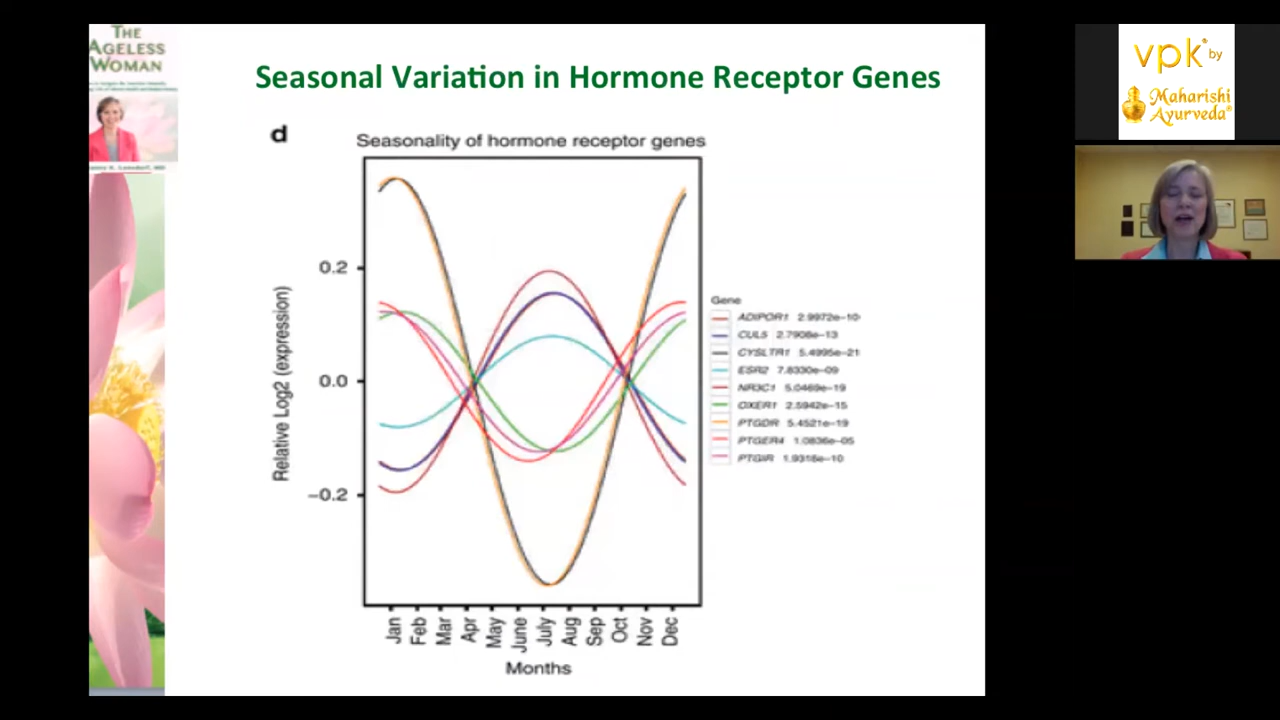 THE
AGELESS
WOMAN
Seasonal Variation in Hormone Receptor Genes
d
Seasonality of hormone receptor genes
Relative Log2 (expression)
0.2
0.0
−0.2
Jan
Feb
Mar
Apr
May
June
July
Aug
Sep
Oct
Nov
Dec
Months
Gene
ADIPOR1 2.9972e−10
CUL5 2.7908e−13
CYSLTR1 5.4995e−21
ESR2 7.8330e−09
NR3C1 5.0469e−19
OXER1 2.5942e−15
PTGDR 5.4521e−19
PTGER4 1.0836e−05
PTGIR 1.9318e−10
vpk by
Maharishi
Ayurveda®